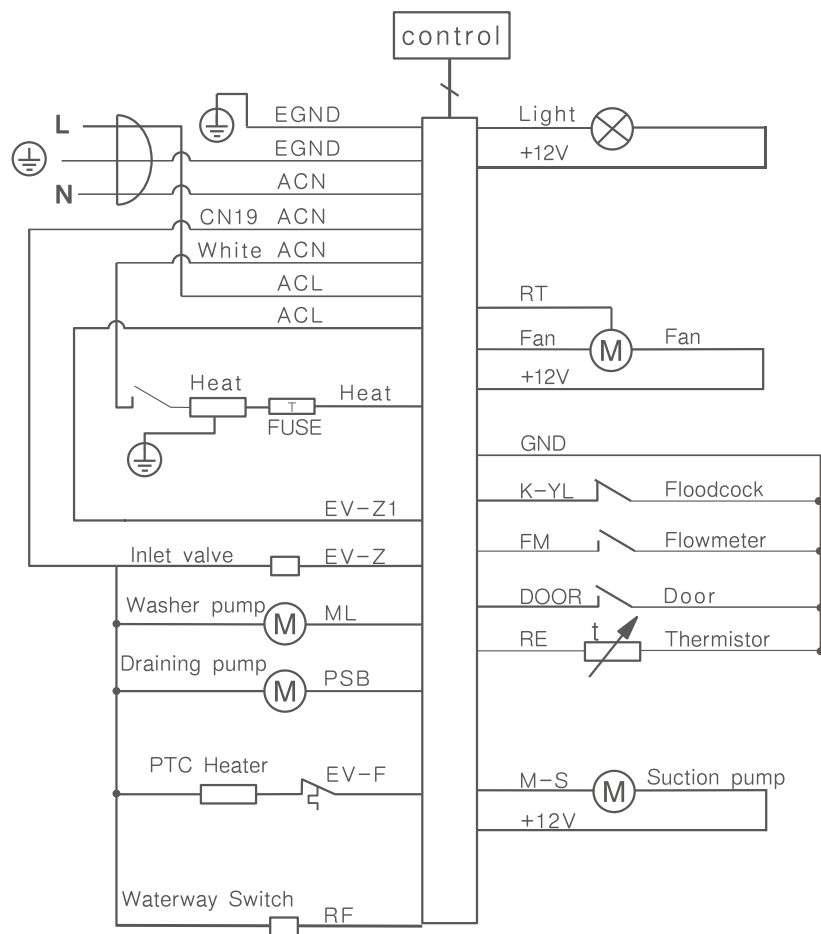 control
L
N
EGND
EGND
ACN
CN19 ACN
White ACN
ACL
ACL
Heat
T
FUSE
Heat
EV-Z1
Inlet valve
EV-Z
Washer pump
M
ML
Draining pump
M
PSB
PTC Heater
EV-F
Waterway Switch
RF
Light
+12V
RT
Fan
M
Fan
+12V
GND
K-YL
Floodcock
FM
Flowmeter
DOOR
Door
RE
t
Thermistor
M-S
M
Suction pump
+12V